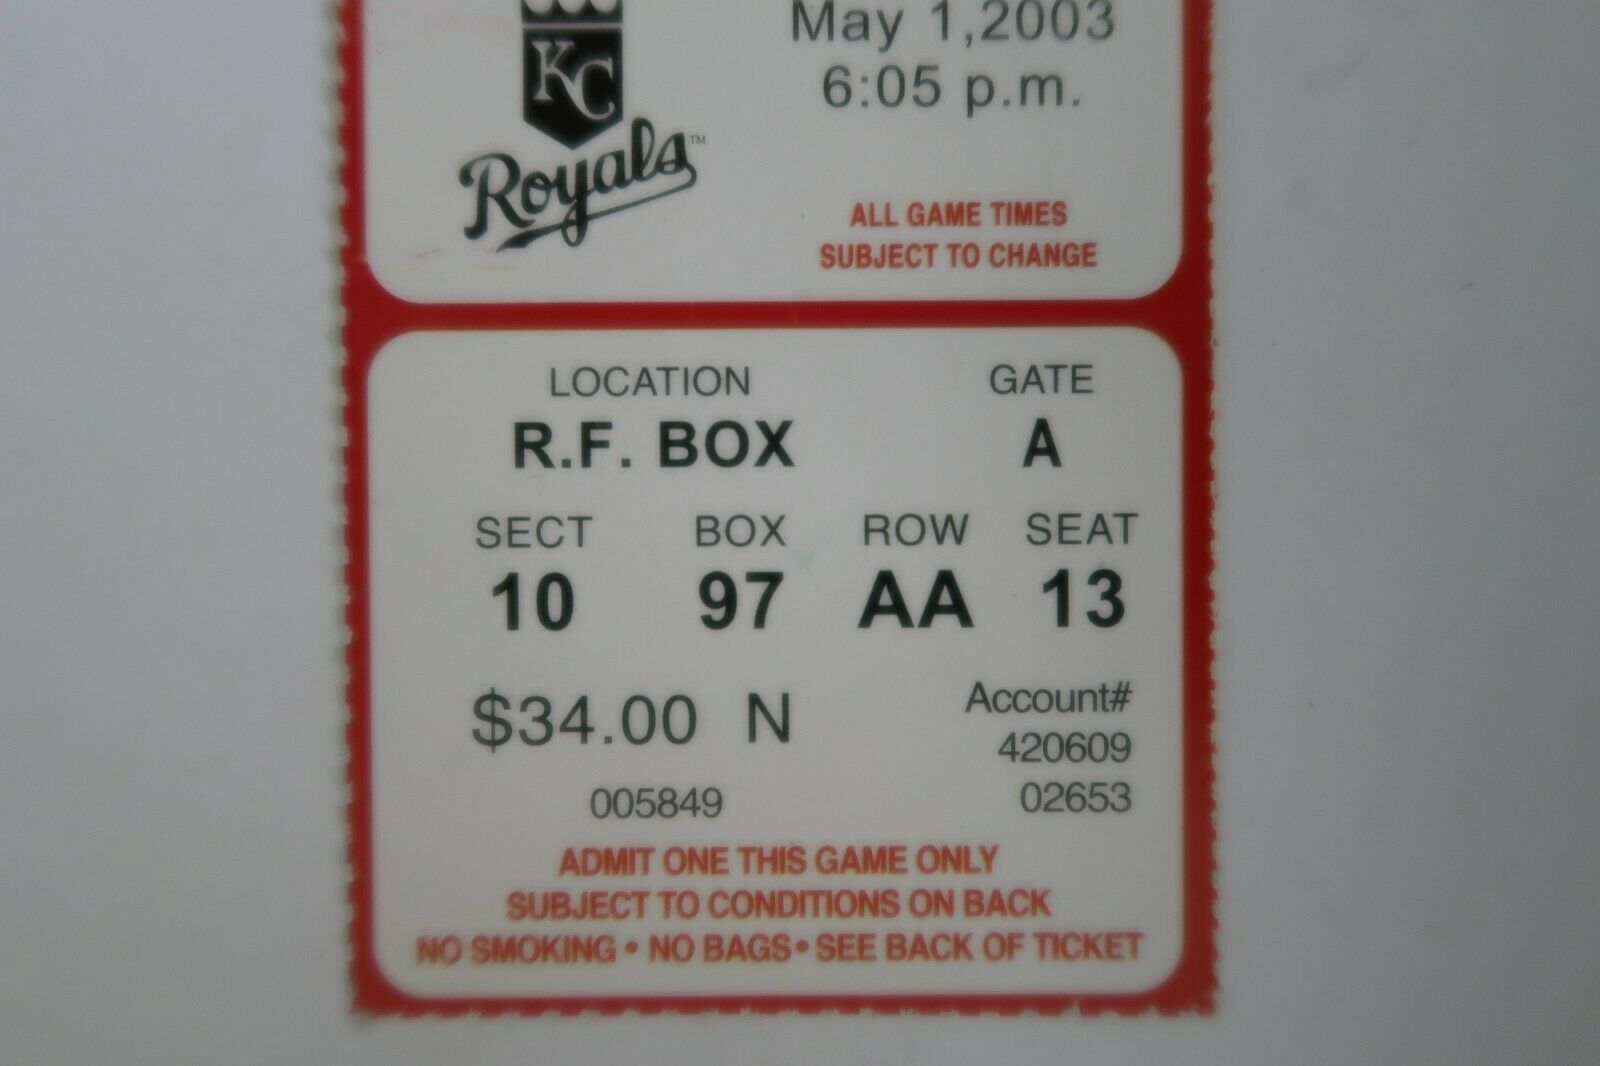 May 1,2003
6:05 p.m.
KC
Royals™
ALL GAME TIMES
SUBJECT TO CHANGE
LOCATION GATE
R.F. BOX A
SECT BOX ROW SEAT
10 97 AA 13
$34.00 N
Account#
420609
005849 02653
ADMIT ONE THIS GAME ONLY
SUBJECT TO CONDITIONS ON BACK
NO SMOKING • NO BAGS • SEE BACK OF TICKET